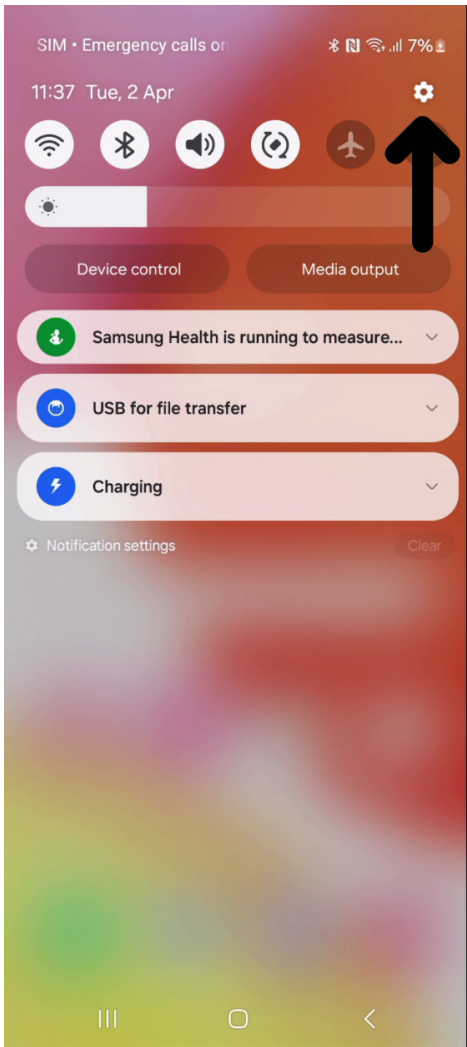 SIM • Emergency calls on
7%
11:37 Tue, 2 Apr
Device control
Media output
Samsung Health is running to measure...
USB for file transfer
Charging
Notification settings
Clear